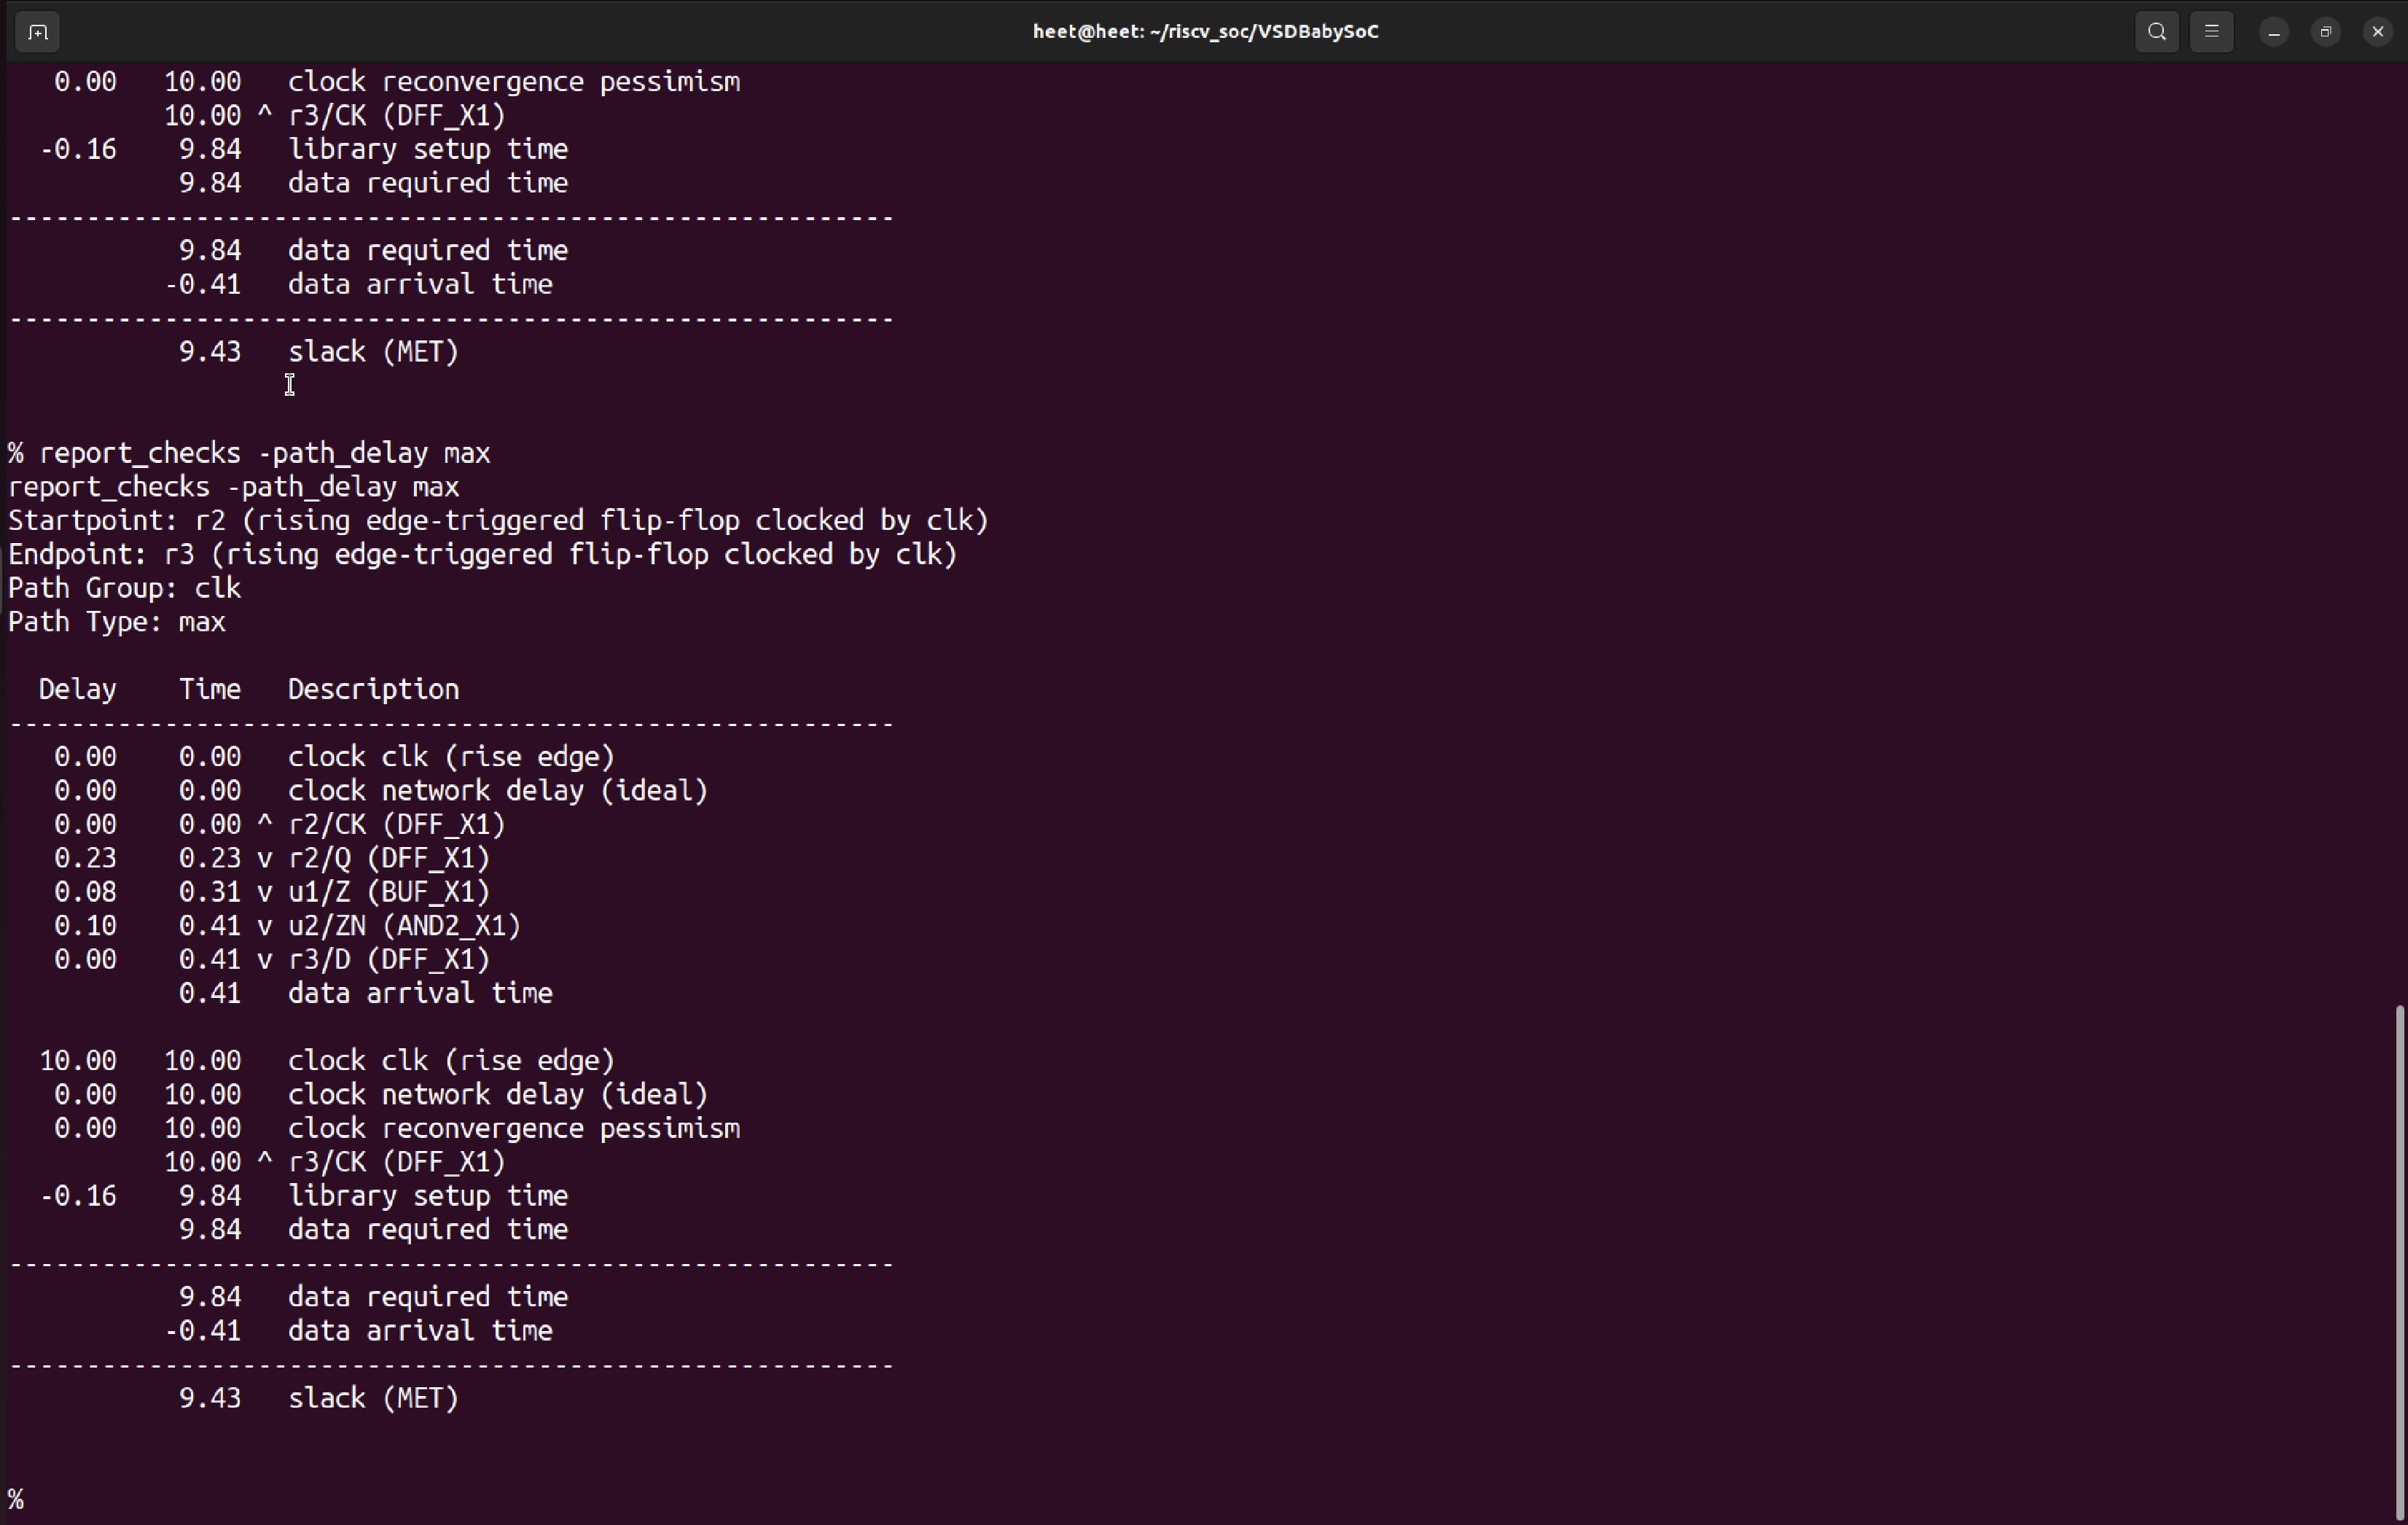 heet@heet: ~/riscv_soc/VSDBabySoC
  0.00   10.00   clock reconvergence pessimism
         10.00 ^ r3/CK (DFF_X1)
 -0.16    9.84   library setup time
          9.84   data required time
---------------------------------------------------------
          9.84   data required time
         -0.41   data arrival time
---------------------------------------------------------
          9.43   slack (MET)
% report_checks -path_delay max
report_checks -path_delay max
Startpoint: r2 (rising edge-triggered flip-flop clocked by clk)
Endpoint: r3 (rising edge-triggered flip-flop clocked by clk)
Path Group: clk
Path Type: max
  Delay    Time   Description
---------------------------------------------------------
   0.00    0.00   clock clk (rise edge)
   0.00    0.00   clock network delay (ideal)
   0.00    0.00 ^ r2/CK (DFF_X1)
   0.23    0.23 v r2/Q (DFF_X1)
   0.08    0.31 v u1/Z (BUF_X1)
   0.10    0.41 v u2/ZN (AND2_X1)
   0.00    0.41 v r3/D (DFF_X1)
           0.41   data arrival time
  10.00   10.00   clock clk (rise edge)
   0.00   10.00   clock network delay (ideal)
   0.00   10.00   clock reconvergence pessimism
          10.00 ^ r3/CK (DFF_X1)
  -0.16    9.84   library setup time
           9.84   data required time
---------------------------------------------------------
           9.84   data required time
          -0.41   data arrival time
---------------------------------------------------------
           9.43   slack (MET)
%